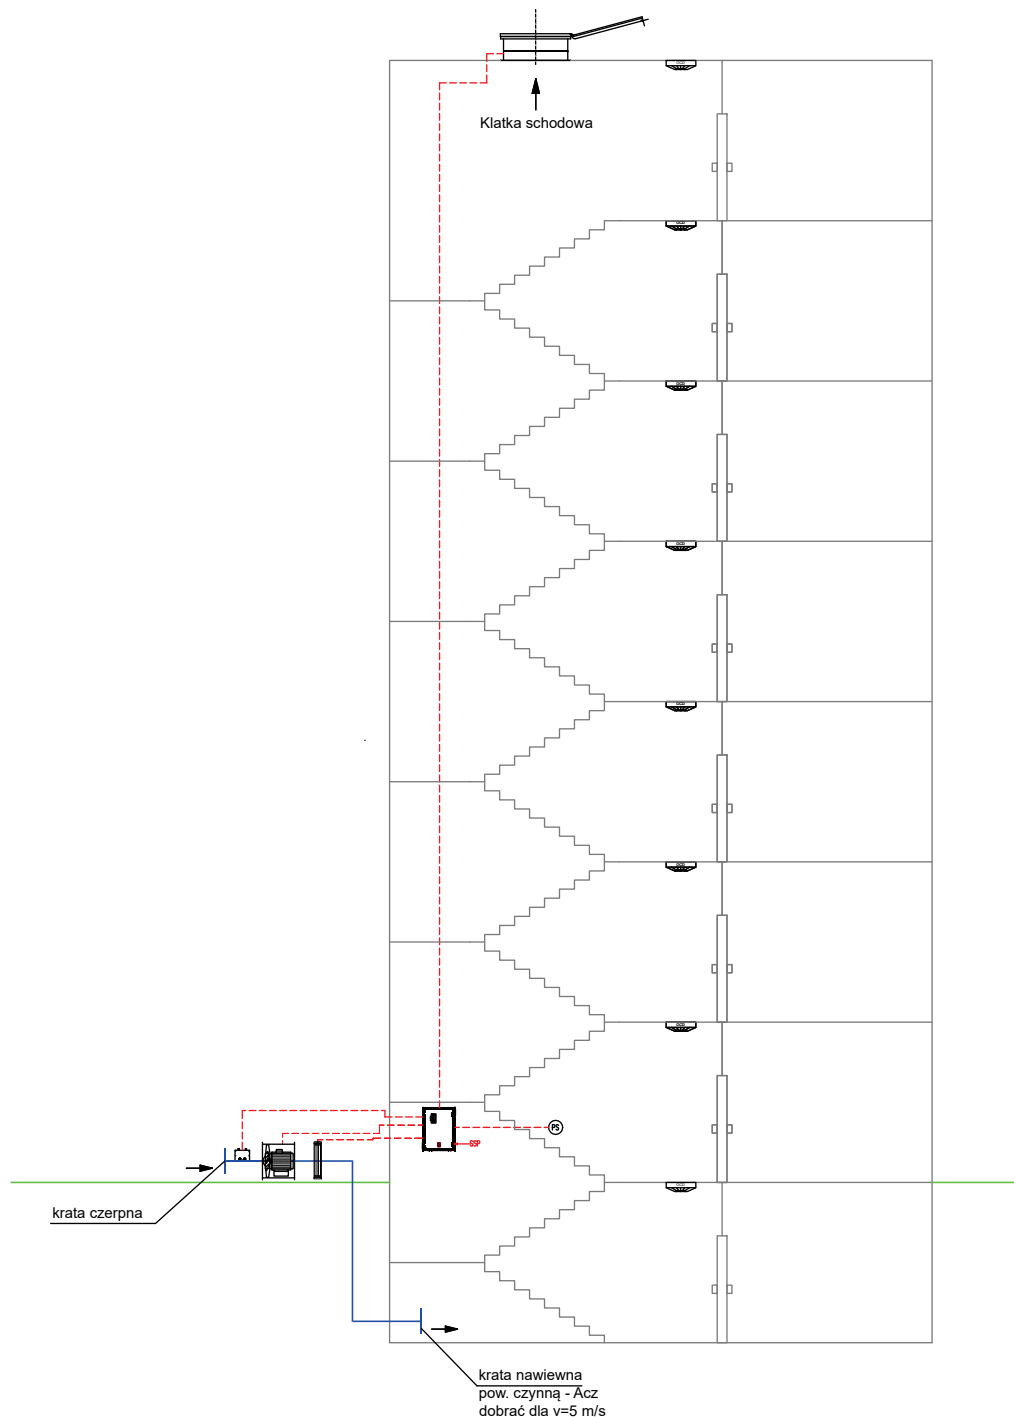 Klatka schodowa
PS
SSP
krata czerpna
krata nawiewna
pow. czynną - Acz
dobrać dla v=5 m/s